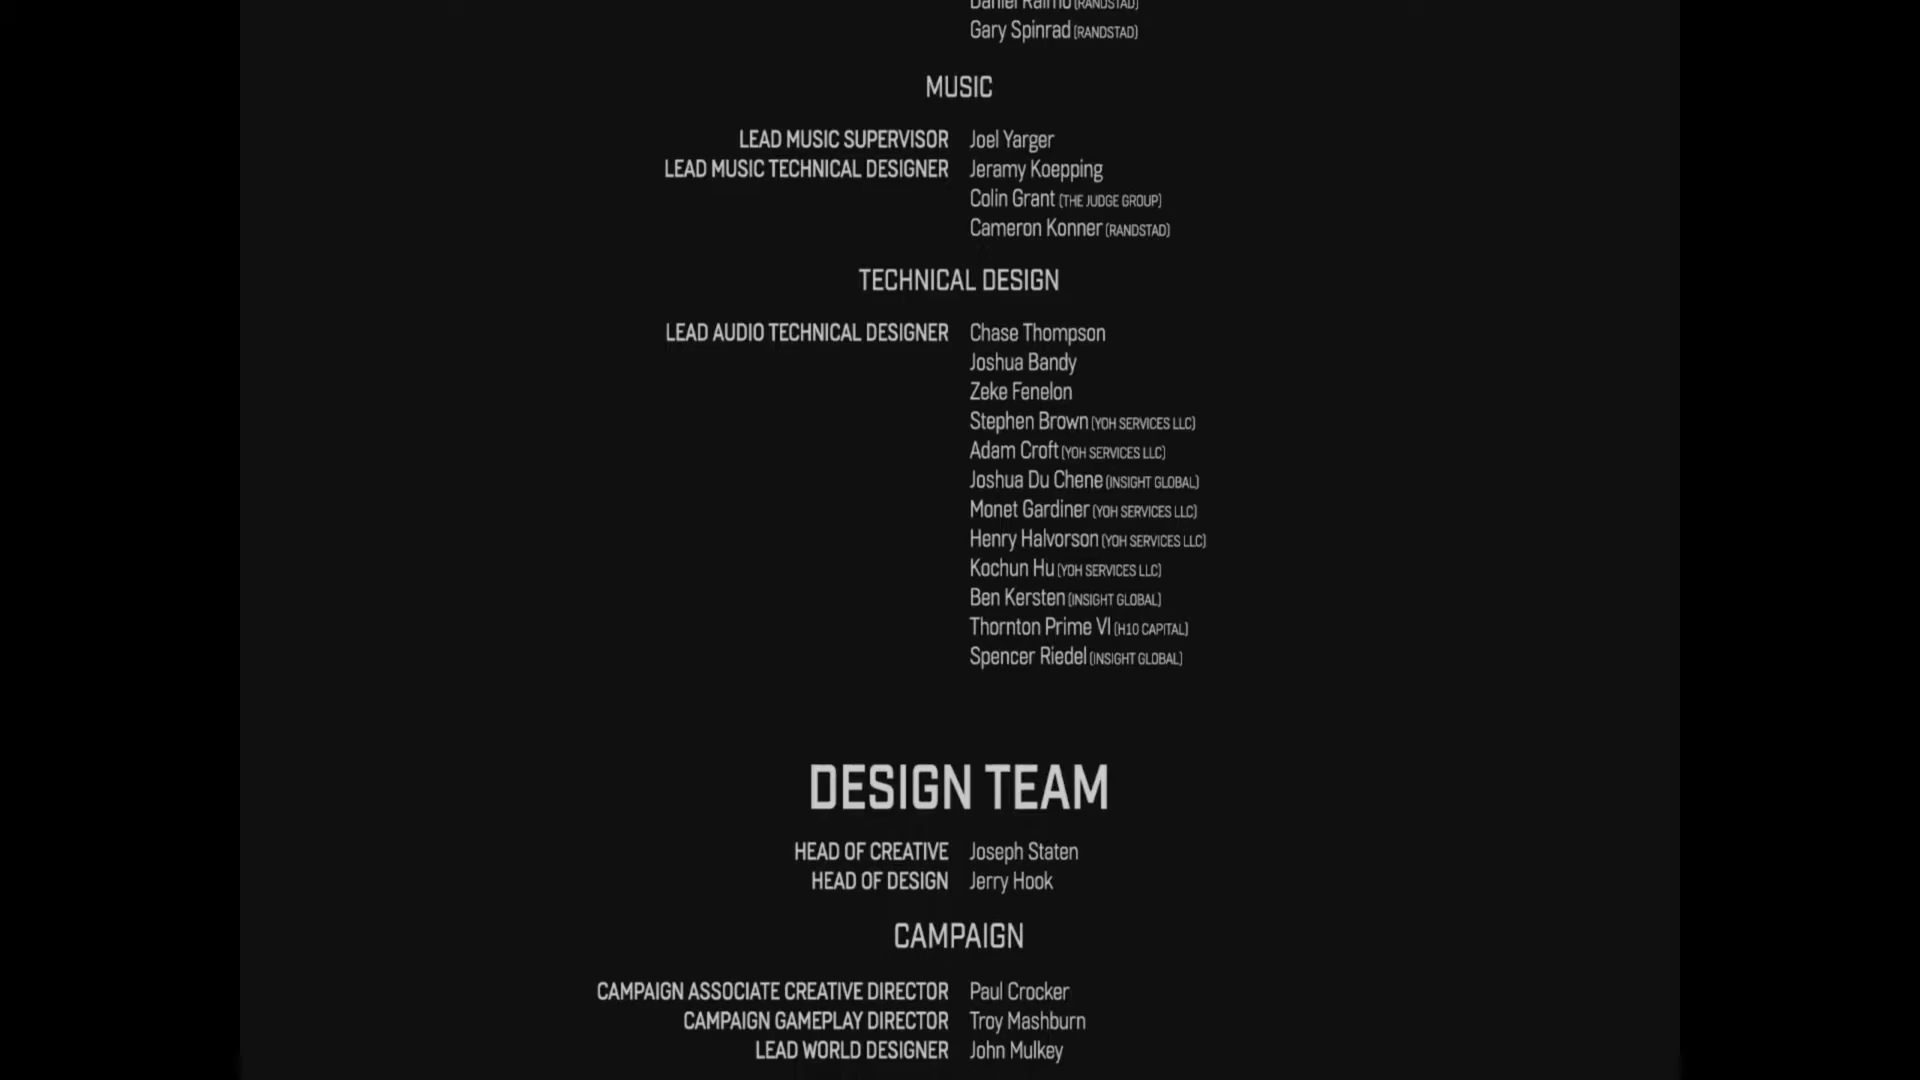 Daniel Raimo (RANDSTAD)
Gary Spinrad (RANDSTAD)
MUSIC
LEAD MUSIC SUPERVISOR Joel Yarger
LEAD MUSIC TECHNICAL DESIGNER Jeramy Koepping
Colin Grant (THE JUDGE GROUP)
Cameron Konner (RANDSTAD)
TECHNICAL DESIGN
LEAD AUDIO TECHNICAL DESIGNER Chase Thompson
Joshua Bandy
Zeke Fenelon
Stephen Brown (YOH SERVICES LLC)
Adam Croft (YOH SERVICES LLC)
Joshua Du Chene (INSIGHT GLOBAL)
Monet Gardiner (YOH SERVICES LLC)
Henry Halvorson (YOH SERVICES LLC)
Kochun Hu (YOH SERVICES LLC)
Ben Kersten (INSIGHT GLOBAL)
Thornton Prime VI (H10 CAPITAL)
Spencer Riedel (INSIGHT GLOBAL)
DESIGN TEAM
HEAD OF CREATIVE Joseph Staten
HEAD OF DESIGN Jerry Hook
CAMPAIGN
CAMPAIGN ASSOCIATE CREATIVE DIRECTOR Paul Crocker
CAMPAIGN GAMEPLAY DIRECTOR Troy Mashburn
LEAD WORLD DESIGNER John Mulkey